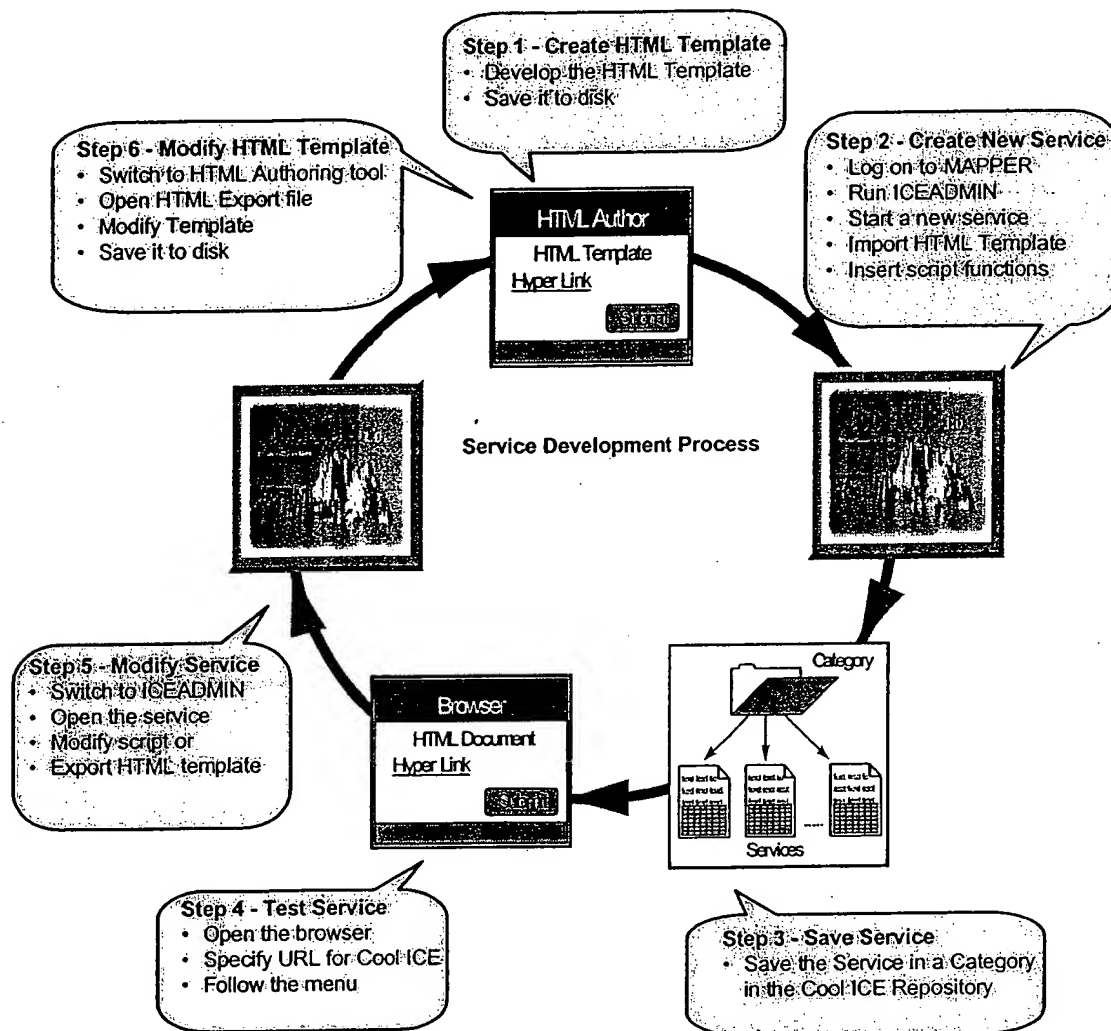 Step 1 - Create HTML Template
• Develop the HTML Template
• Save it to disk
Step 6 - Modify HTML Template
• Switch to HTML Authoring tool
• Open HTML Export file
• Modify Template
• Save it to disk
Step 2 - Create New Service
• Log on to MAPPER
• Run ICEADMIN
• Start a new service
• Import HTML Template
• Insert script functions
HTML Author
HTML Template
Hyper Link
Submit
Service Development Process
Step 5 - Modify Service
• Switch to ICEADMIN
• Open the service
• Modify script or
• Export HTML template
Browser
HTML Document
Hyper Link
Submit
Category
Services
Step 4 - Test Service
• Open the browser
• Specify URL for Cool ICE
• Follow the menu
Step 3 - Save Service
• Save the Service in a Category
in the Cool ICE Repository